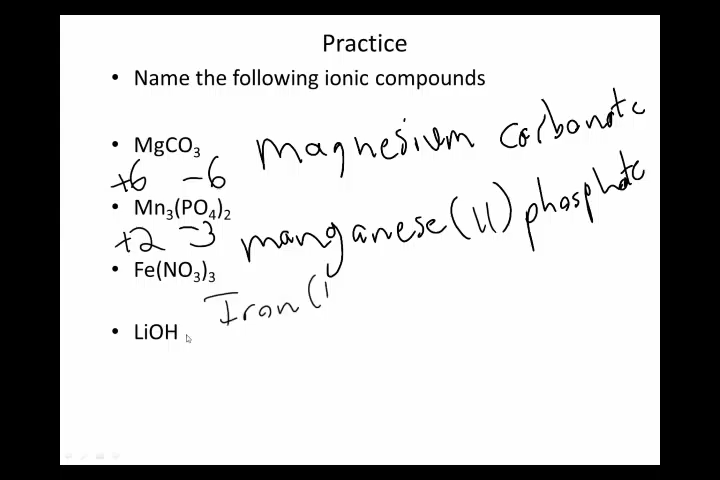 Practice
• Name the following ionic compounds
• MgCO₃ magnesium carbonate
+6 -6
• Mn₃(PO₄)₂ manganese (II) phosphate
+2 -3
• Fe(NO₃)₃ Iron (I
• LiOH